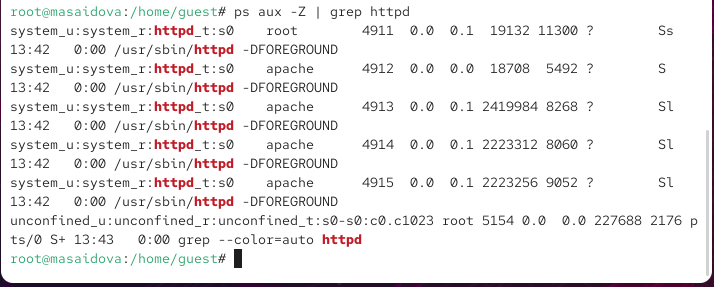 root@masaidova:/home/guest# ps aux -Z | grep httpd
system_u:system_r:httpd_t:s0    root        4911  0.0  0.1  19132 11300 ?        Ss
13:42   0:00 /usr/sbin/httpd -DFOREGROUND
system_u:system_r:httpd_t:s0    apache      4912  0.0  0.0  18708  5492 ?        S
13:42   0:00 /usr/sbin/httpd -DFOREGROUND
system_u:system_r:httpd_t:s0    apache      4913  0.0  0.1 2419984 8268 ?        Sl
13:42   0:00 /usr/sbin/httpd -DFOREGROUND
system_u:system_r:httpd_t:s0    apache      4914  0.0  0.1 2223312 8060 ?        Sl
13:42   0:00 /usr/sbin/httpd -DFOREGROUND
system_u:system_r:httpd_t:s0    apache      4915  0.0  0.1 2223256 9052 ?        Sl
13:42   0:00 /usr/sbin/httpd -DFOREGROUND
unconfined_u:unconfined_r:unconfined_t:s0-s0:c0.c1023 root 5154 0.0  0.0 227688 2176 p
ts/0 S+ 13:43   0:00 grep --color=auto httpd
root@masaidova:/home/guest#